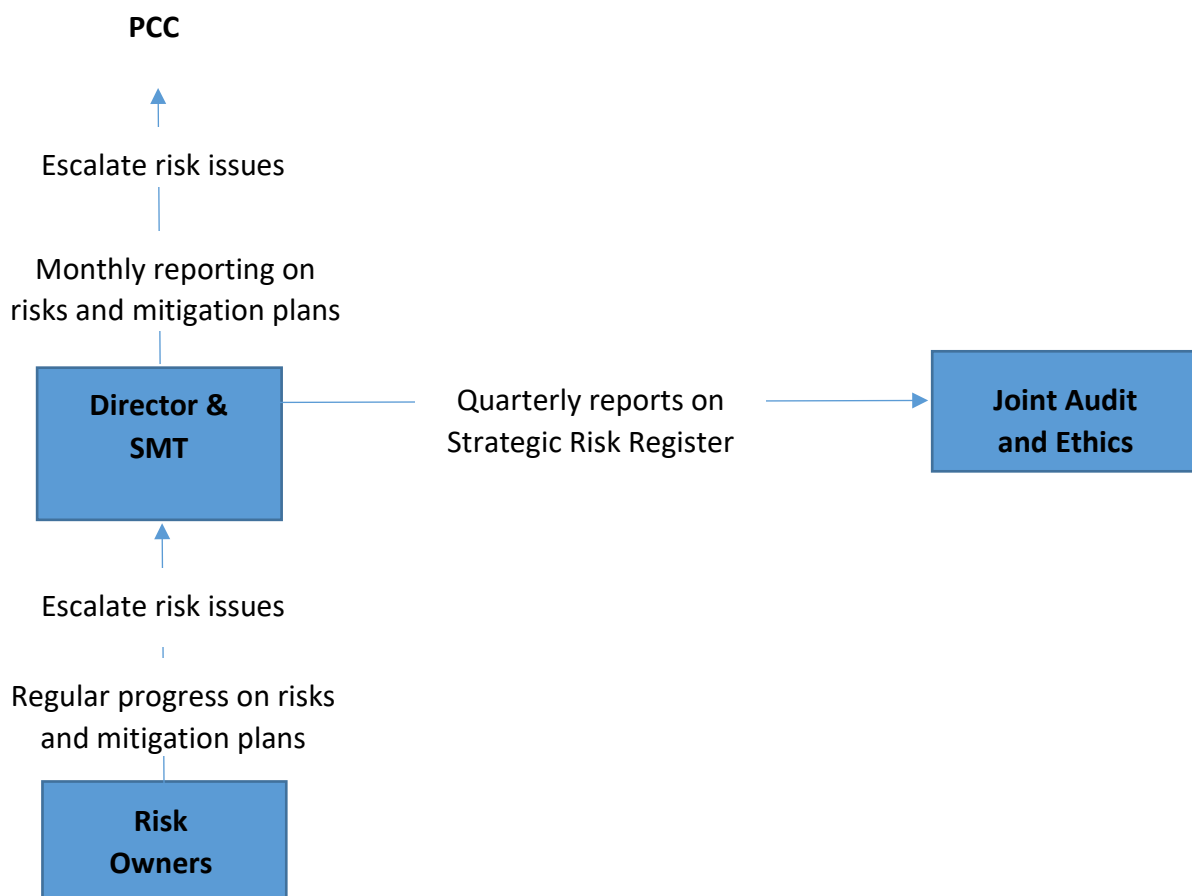 PCC
Escalate risk issues
Monthly reporting on
risks and mitigation plans
Director &
SMT
Quarterly reports on
Strategic Risk Register
Joint Audit
and Ethics
Escalate risk issues
Regular progress on risks
and mitigation plans
Risk
Owners